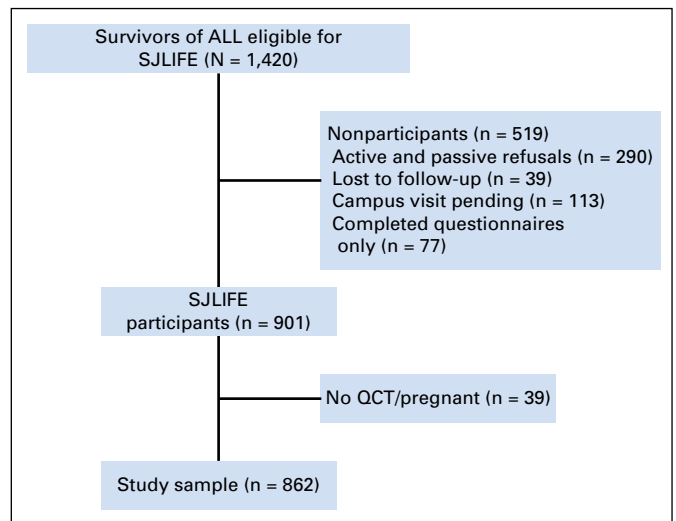 Survivors of ALL eligible for
SJLIFE (N = 1,420)
Nonparticipants (n = 519)
Active and passive refusals (n = 290)
Lost to follow-up (n = 39)
Campus visit pending (n = 113)
Completed questionnaires
only (n = 77)
SJLIFE
participants (n = 901)
No QCT/pregnant (n = 39)
Study sample (n = 862)